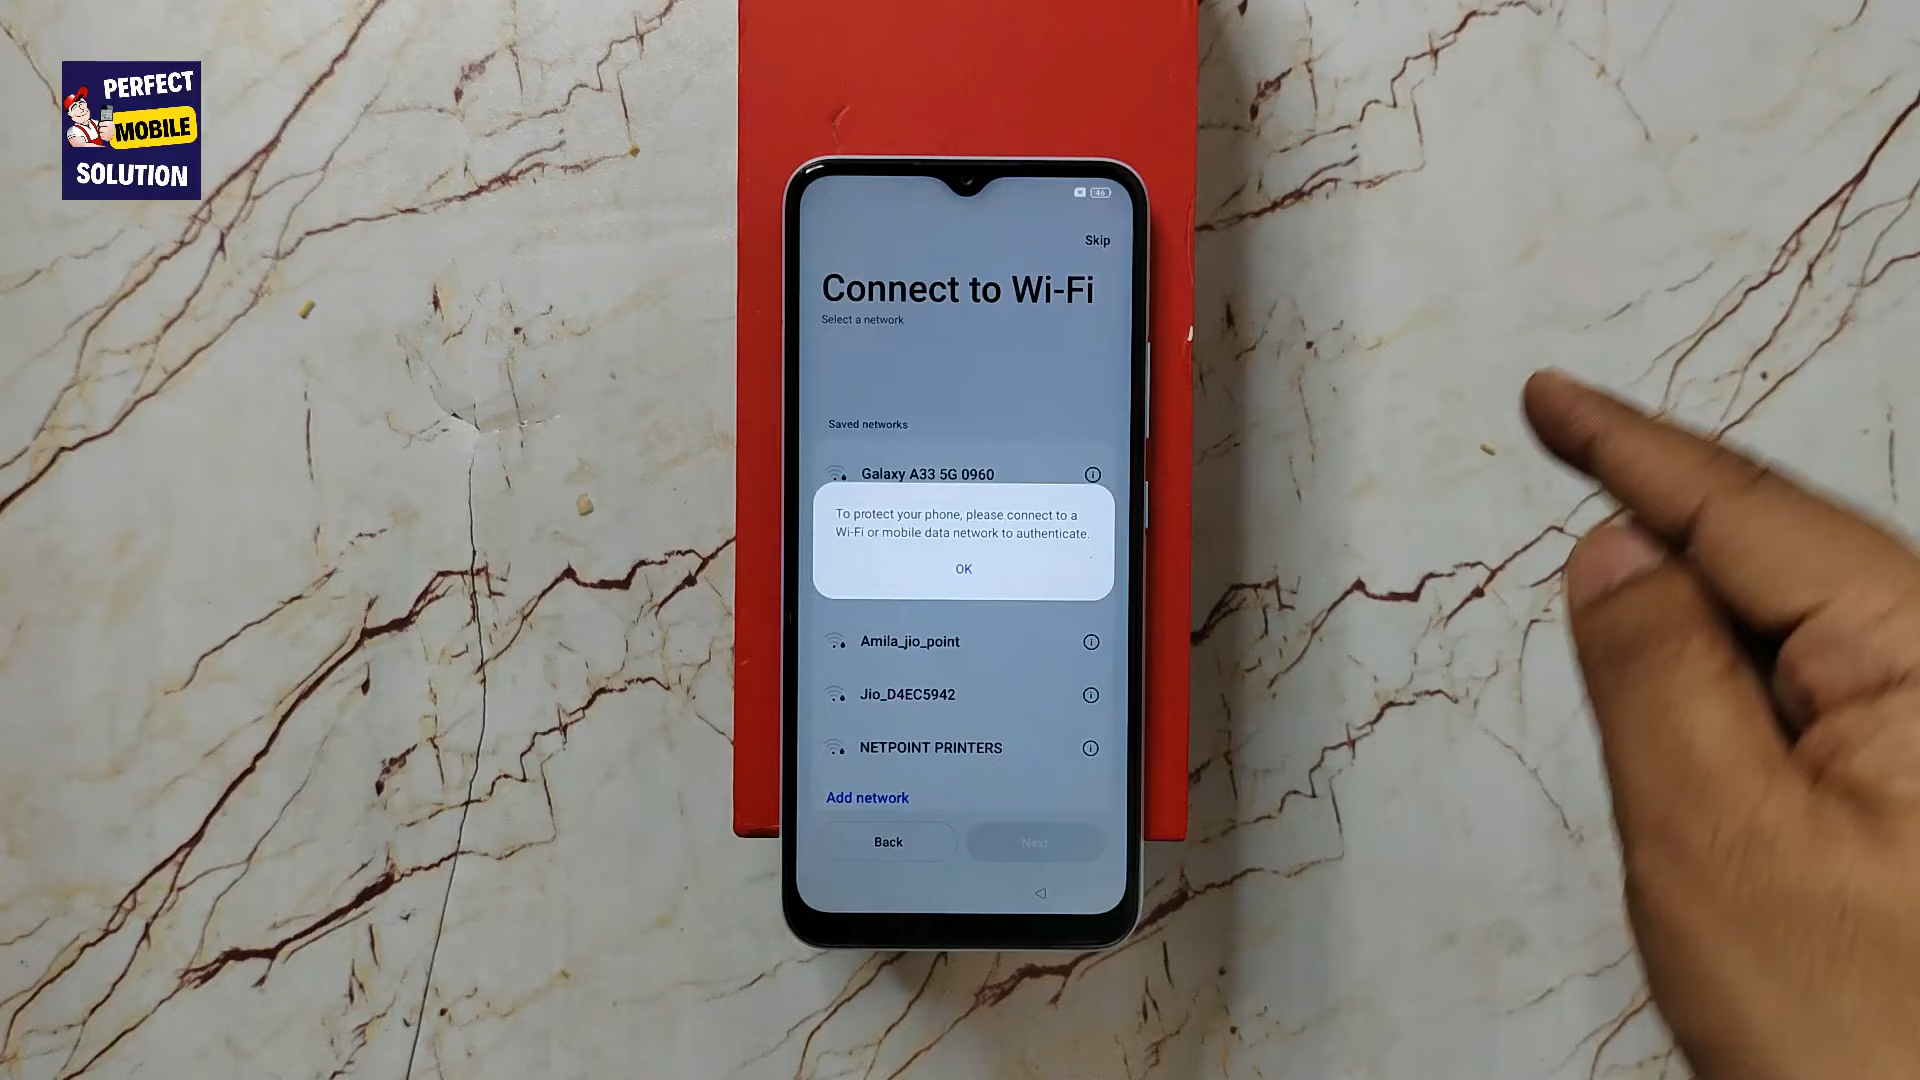 PERFECT
MOBILE
SOLUTION
46
Skip
Connect to Wi-Fi
Select a network
Saved networks
Galaxy A33 5G 0960
To protect your phone, please connect to a
Wi-Fi or mobile data network to authenticate.
OK
Amila_jio_point
Jio_D4EC5942
NETPOINT PRINTERS
Add network
Back
Next